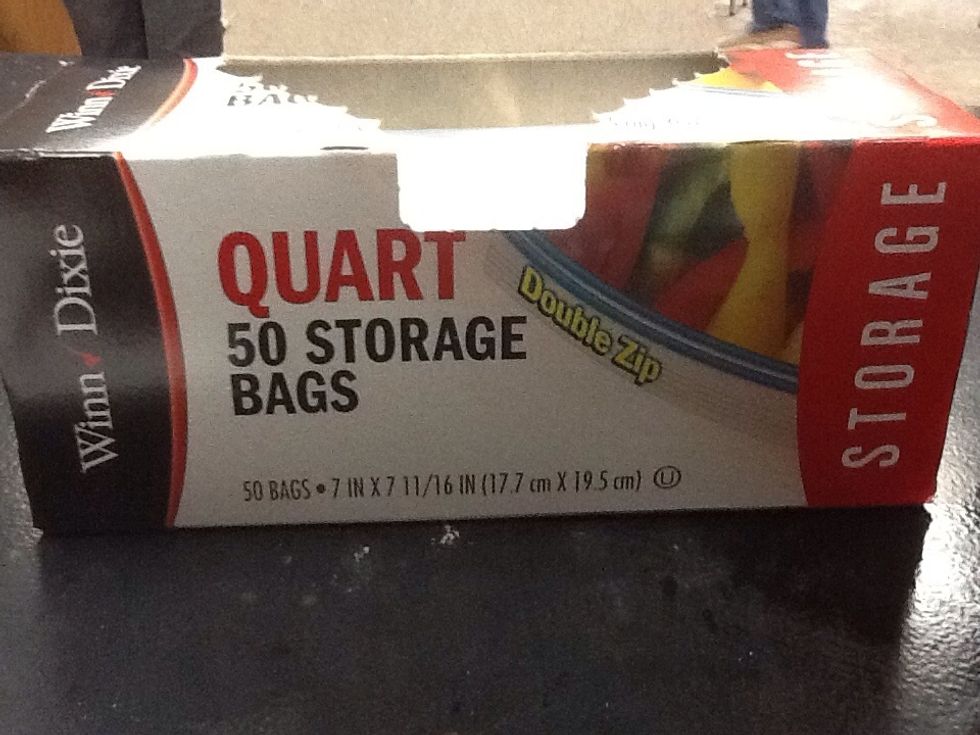 Winn Dixie
Winn Dixie
QUART
50 STORAGE
BAGS
Double Zip
50 BAGS • 7 IN X 7 11/16 IN (17.7 cm X 19.5 cm) Ⓤ
STORAGE